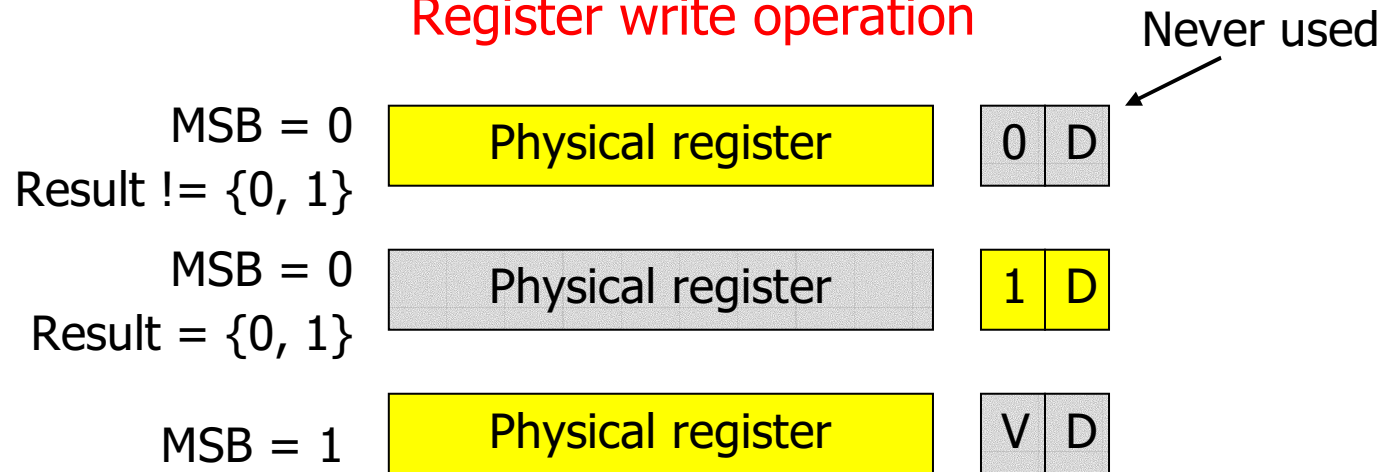 Register write operation
Never used
MSB = 0
Result != {0, 1}
Physical register
0 D
MSB = 0
Result = {0, 1}
Physical register
1 D
MSB = 1
Physical register
V D